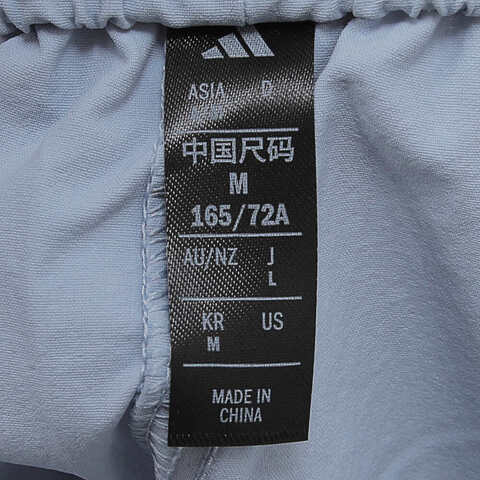 ASIA D
中国尺码
M
165/72A
AU/NZ J
L
KR US
M
MADE IN
CHINA